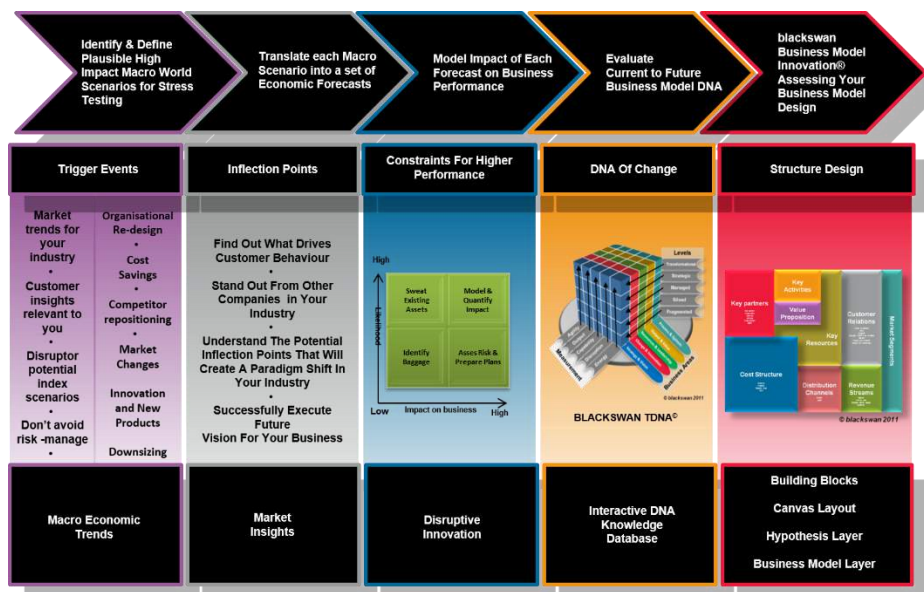 Identify & Define
Plausible High
Impact Macro World
Scenarios for Stress
Testing
Translate each Macro
Scenario into a set of
Economic Forecasts
Model Impact of Each
Forecast on Business
Performance
Evaluate
Current to Future
Business Model DNA
blackswan
Business Model
Innovation®
Assessing Your
Business Model
Design
Trigger Events
Inflection Points
Constraints For Higher
Performance
DNA Of Change
Structure Design
Market
trends for
your
industry
•
Customer
insights
relevant to
you
•
Disruptor
potential
index
scenarios
•
Don't avoid
risk -manage
•
Organisational
Re-design
•
Cost
Savings
•
Competitor
repositioning
•
Market
Changes
•
Innovation
and New
Products
•
Downsizing
Find Out What Drives
Customer Behaviour
•
Stand Out From Other
Companies in Your
Industry
•
Understand The Potential
Inflection Points That Will
Create A Paradigm Shift In
Your Industry
•
Successfully Execute
Future
Vision For Your Business
High
Likelihood
Sweat
Existing
Assets
Model &
Quantify
Impact
Identify
Baggage
Asses Risk &
Prepare Plans
Low
Impact on business
High
Levels
Transformational
Strategic
Managed
Siloed
Fragmented
Measurement
Business Areas
© blackswan 2011
BLACKSWAN TDNA©
Key partners
Key
Activities
Value
Proposition
Key
Resources
Customer
Relations
Market Segments
Cost Structure
Distribution
Channels
Revenue
Streams
© blackswan 2011
Macro Economic
Trends
Market
Insights
Disruptive
Innovation
Interactive DNA
Knowledge
Database
Building Blocks
Canvas Layout
Hypothesis Layer
Business Model Layer